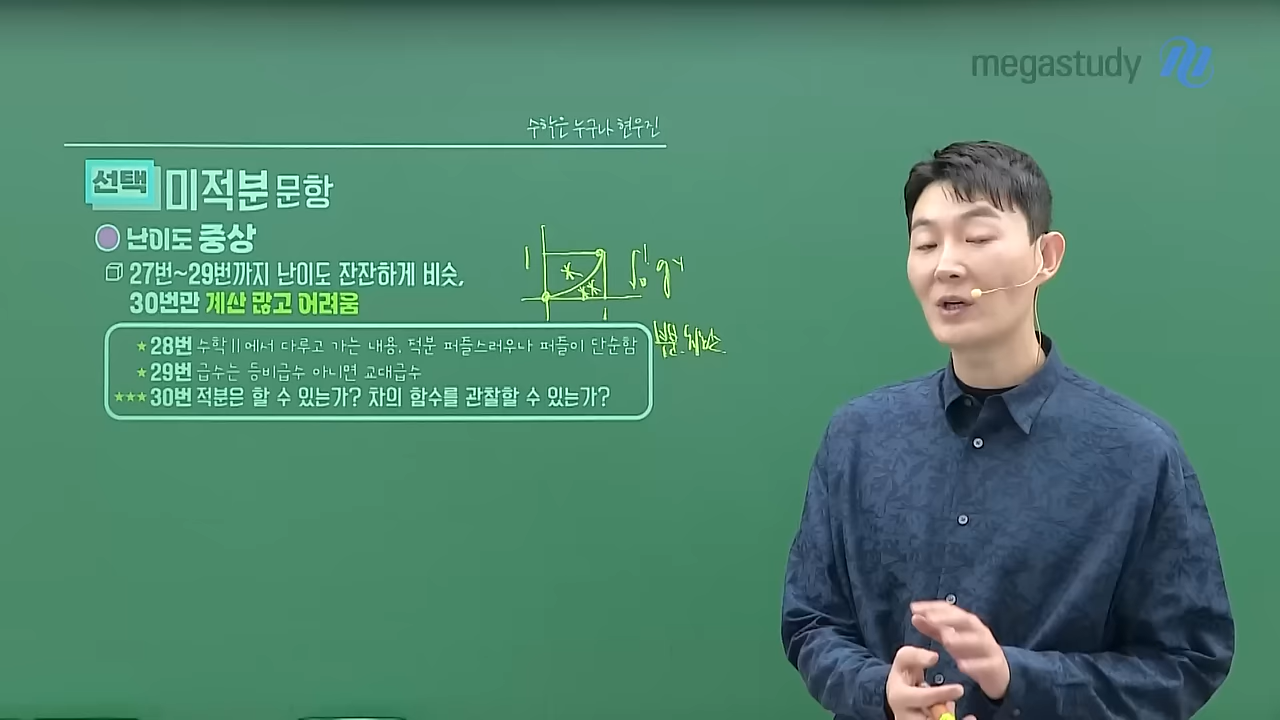 megastudy
수학은 누구나 현우진
선택 미적분 문항
난이도 중상
27번~29번까지 난이도 잔잔하게 비슷,
30번만 계산 많고 어려움
★ 28번 수학Ⅱ에서 다루고 가는 내용, 적분 퍼즐스러우나 퍼즐이 단순함
★ 29번 급수는 등비급수 아니면 교대급수
★★★ 30번 적분은 할 수 있는가? 차의 함수를 관찰할 수 있는가?
1
1
∫₀¹ g